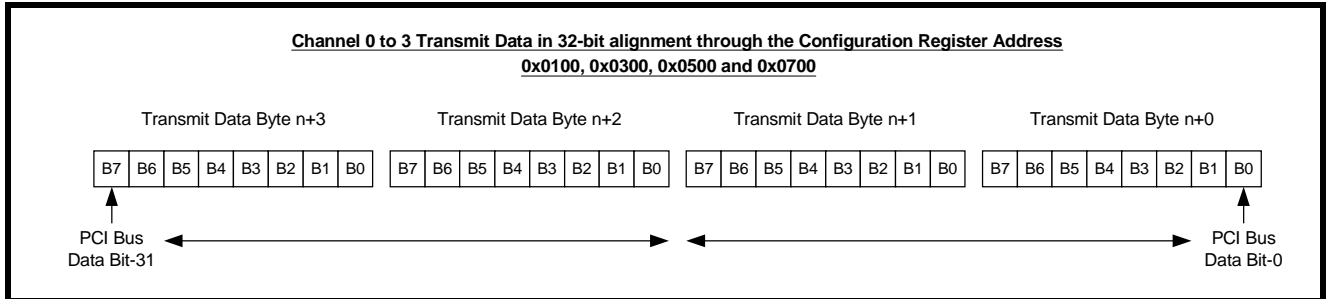 Channel 0 to 3 Transmit Data in 32-bit alignment through the Configuration Register Address
0x0100, 0x0300, 0x0500 and 0x0700
Transmit Data Byte n+3 Transmit Data Byte n+2 Transmit Data Byte n+1 Transmit Data Byte n+0
B7 B6 B5 B4 B3 B2 B1 B0 B7 B6 B5 B4 B3 B2 B1 B0 B7 B6 B5 B4 B3 B2 B1 B0 B7 B6 B5 B4 B3 B2 B1 B0
PCI Bus PCI Bus
Data Bit-31 Data Bit-0